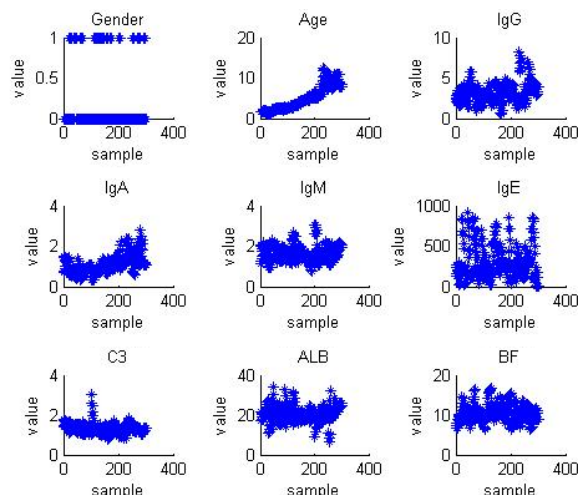 Gender
Age
IgG
1
0.5
0
0 200 400
20
10
0
0 200 400
10
5
0
0 200 400
value
value
value
sample
sample
sample
IgA
IgM
IgE
4
2
0
0 200 400
4
2
0
0 200 400
1000
500
0
0 200 400
value
value
value
sample
sample
sample
C3
ALB
BF
4
2
0
0 200 400
40
20
0
0 200 400
20
10
0
0 200 400
value
value
value
sample
sample
sample